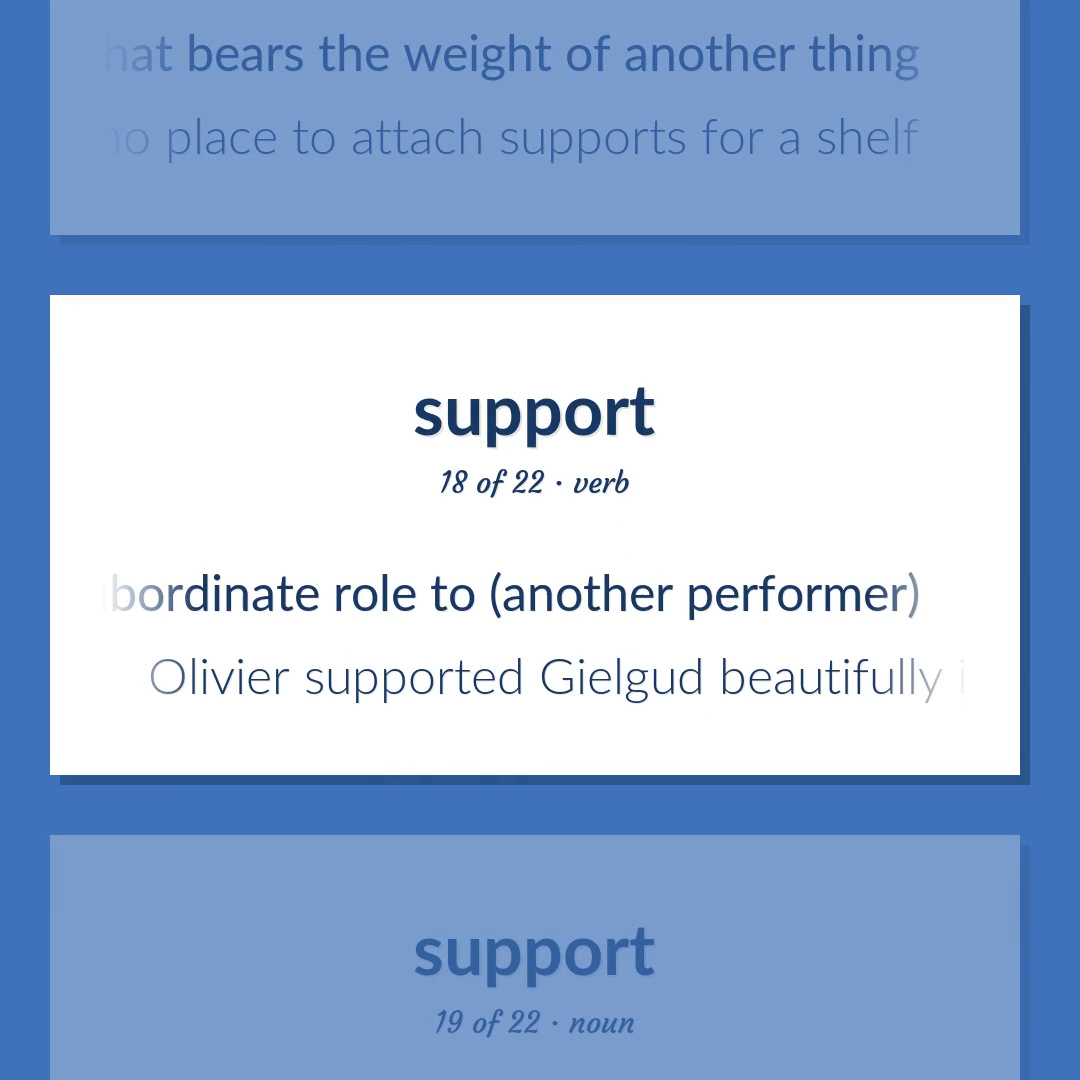 that bears the weight of another thing
no place to attach supports for a shelf
support
18 of 22 · verb
bordinate role to (another performer)
Olivier supported Gielgud beautifully i
support
19 of 22 · noun